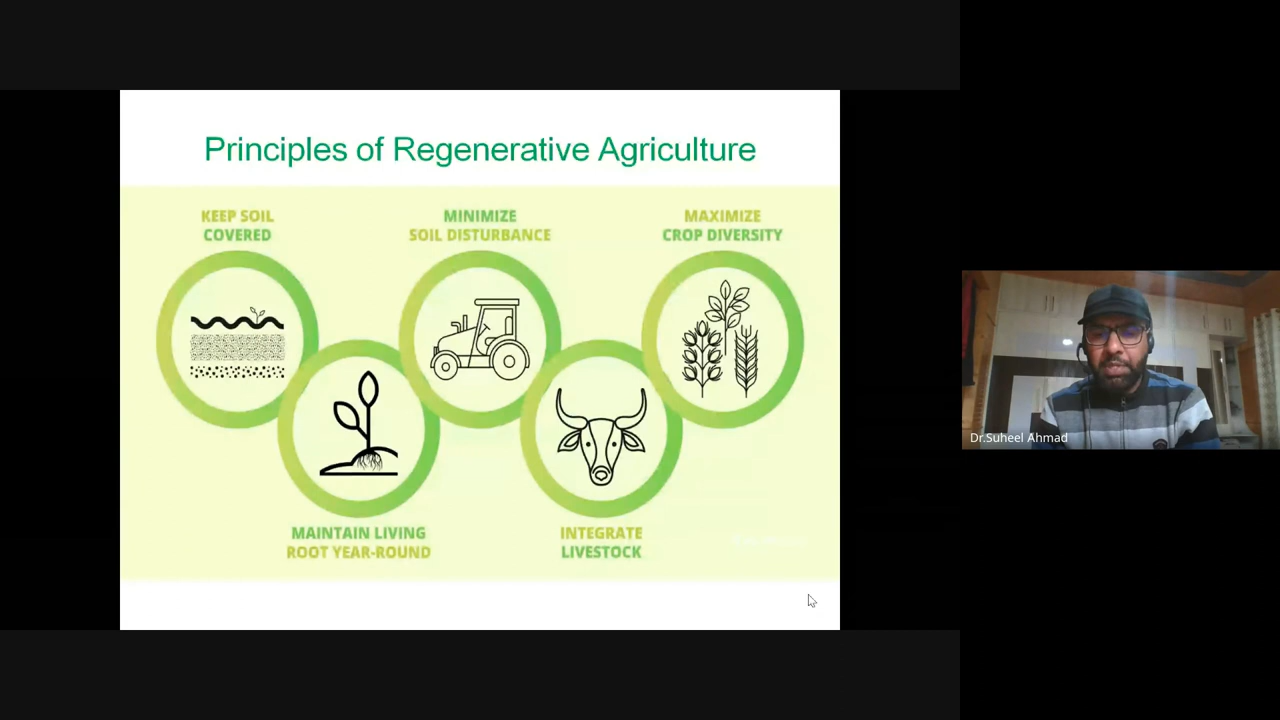 Principles of Regenerative Agriculture
KEEP SOIL
COVERED
MINIMIZE
SOIL DISTURBANCE
MAXIMIZE
CROP DIVERSITY
MAINTAIN LIVING
ROOT YEAR-ROUND
INTEGRATE
LIVESTOCK
Dr.Suheel Ahmad